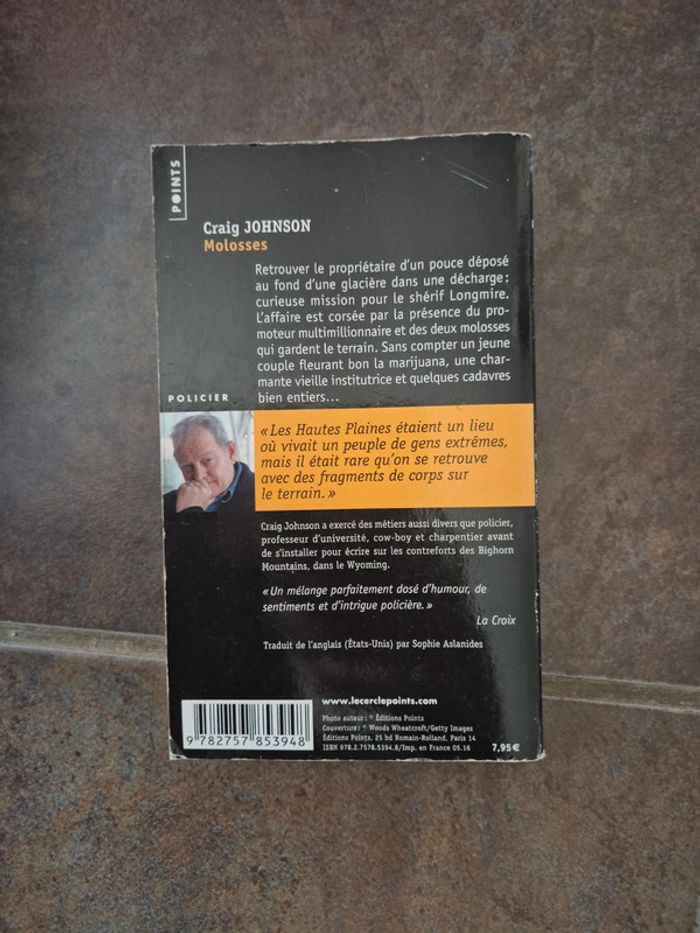 POINTS
Craig JOHNSON
Molosses
Retrouver le propriétaire d'un pouce déposé
au fond d'une glacière dans une décharge :
curieuse mission pour le shérif Longmire.
L'affaire est corsée par la présence du pro-
moteur multimillionnaire et des deux molosses
qui gardent le terrain. Sans compter un jeune
couple fleurant bon la marijuana, une char-
mante vieille institutrice et quelques cadavres
bien entiers...
POLICIER
« Les Hautes Plaines étaient un lieu
où vivait un peuple de gens extrêmes,
mais il était rare qu'on se retrouve
avec des fragments de corps sur
le terrain. »
Craig Johnson a exercé des métiers aussi divers que policier,
professeur d'université, cow-boy et charpentier avant
de s'installer pour écrire sur les contreforts des Bighorn
Mountains, dans le Wyoming.
« Un mélange parfaitement dosé d'humour, de
sentiments et d'intrigue policière. »
La Croix
Traduit de l'anglais (États-Unis) par Sophie Aslanides
www.lecerclepoints.com
Photo auteur : © Éditions Points
Couverture : © Woods Wheatcroft/Getty Images
Éditions Points, 25 bd Romain-Rolland, Paris 14
ISBN 978.2.7578.5394.8/Imp. en France 05.16
7,95€
9 782757 853948